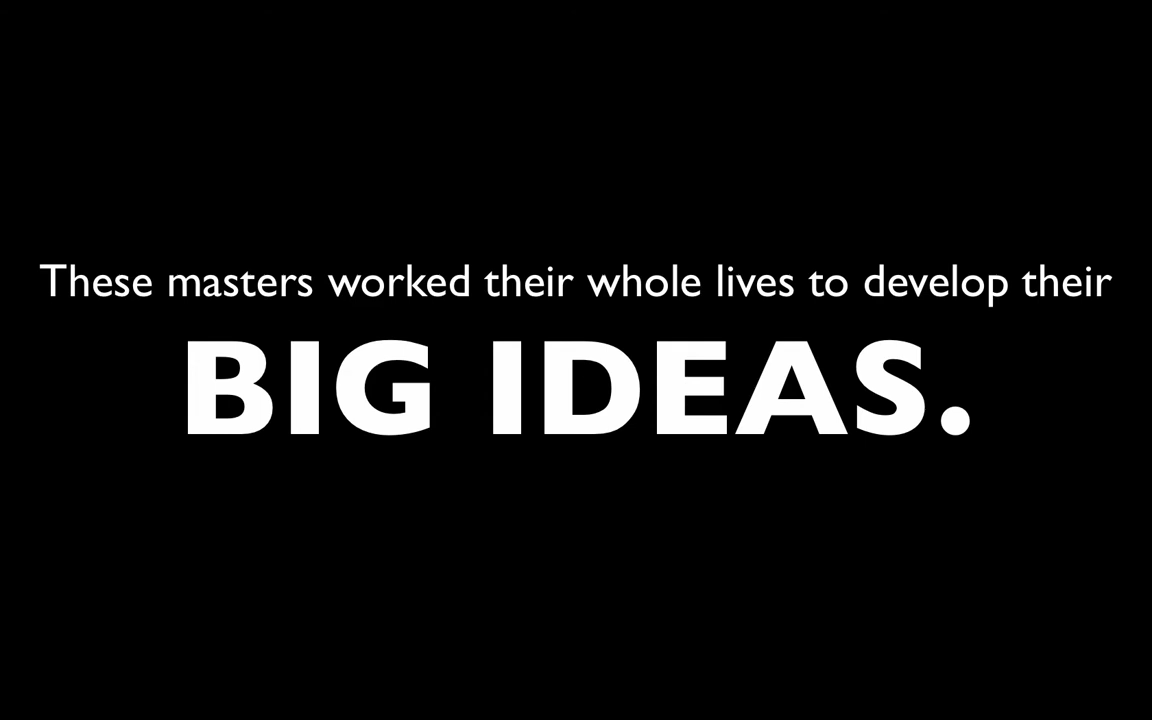 These masters worked their whole lives to develop their
BIG IDEAS.